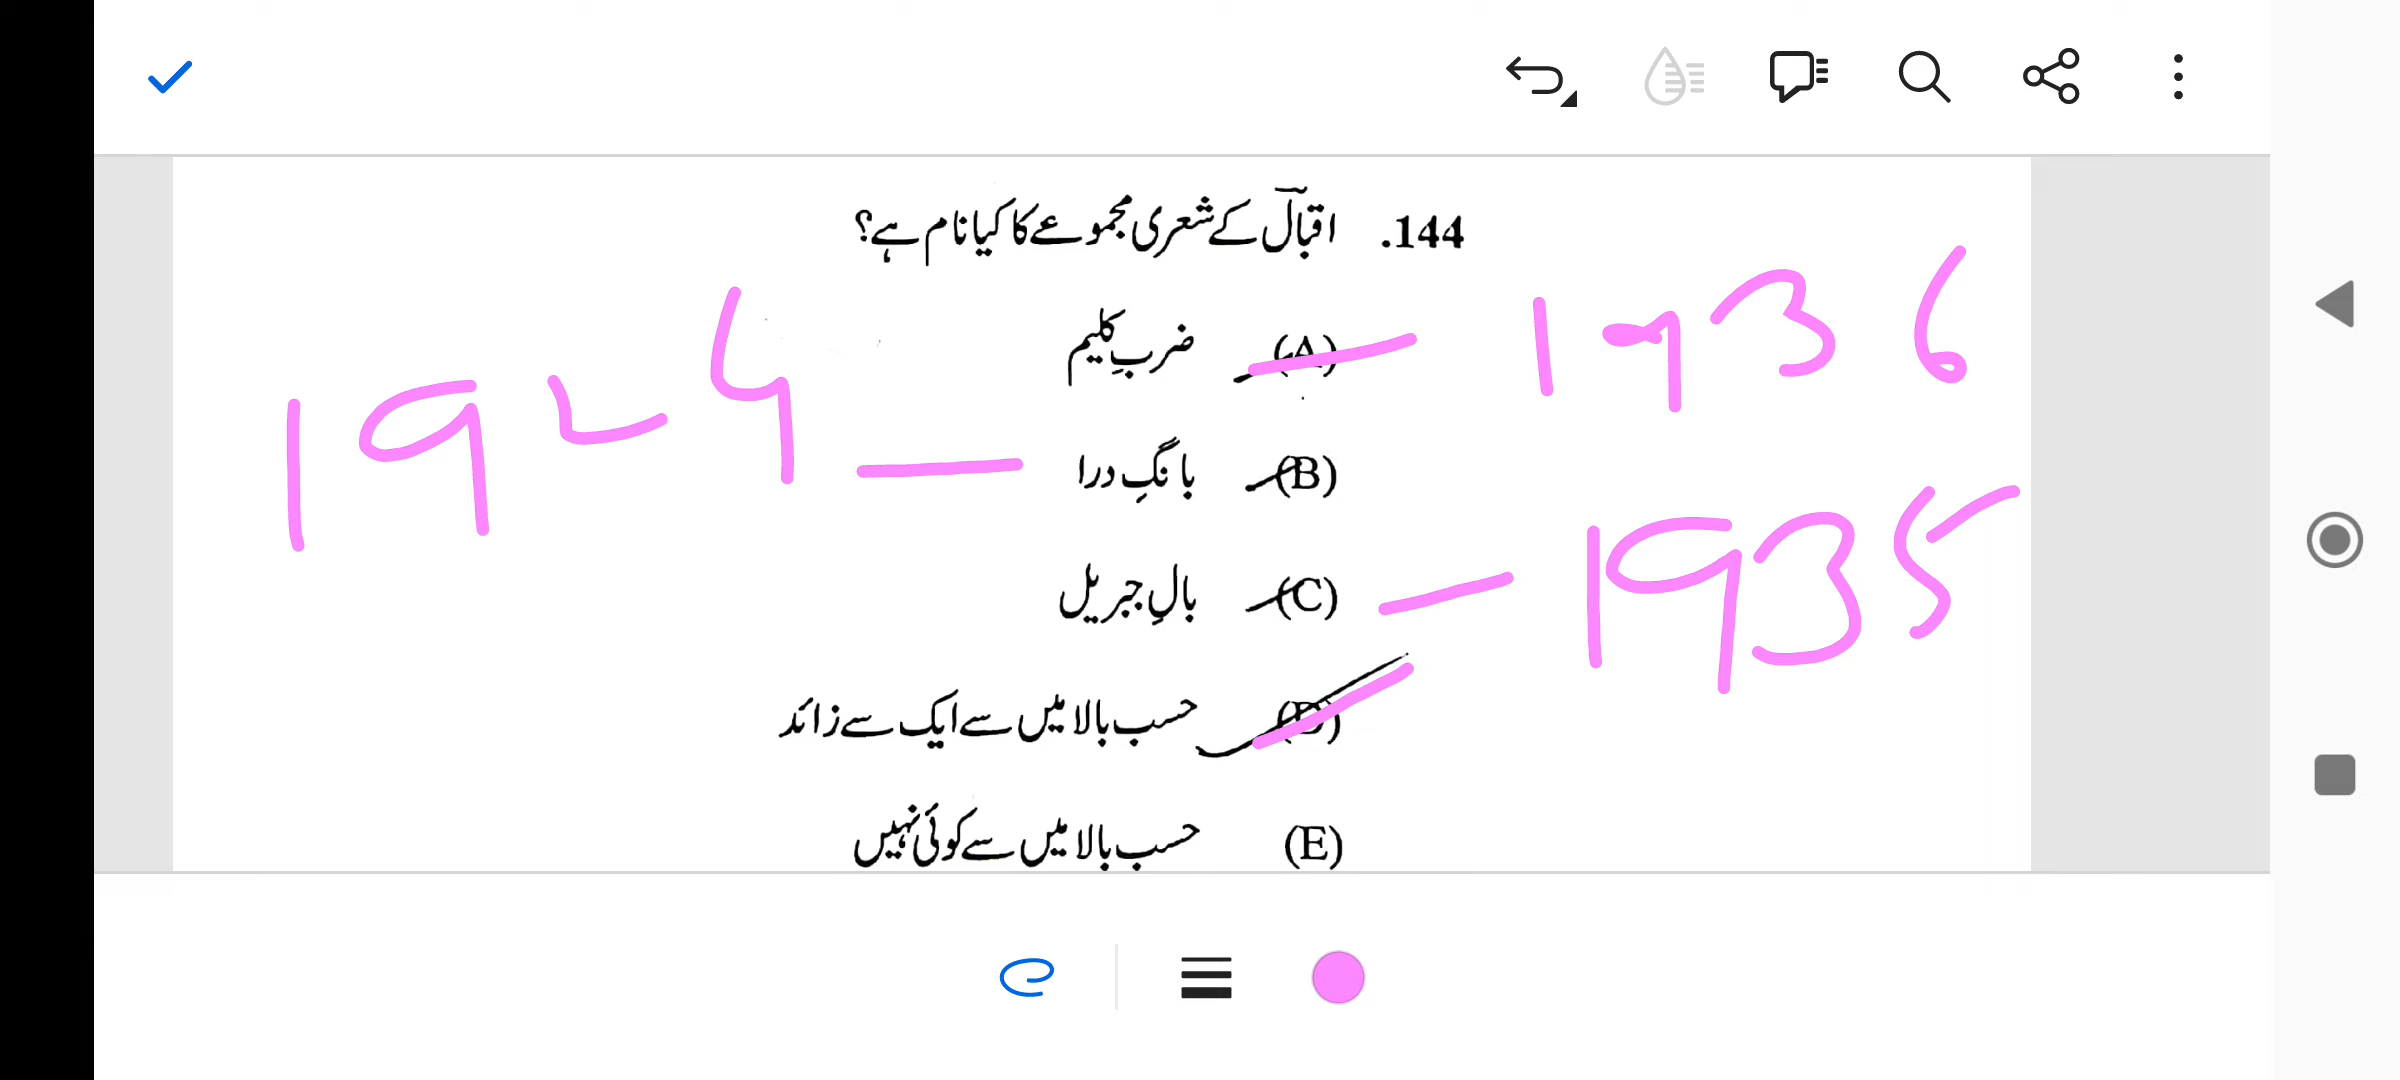 144. اقبالؔ کے شعری مجموعے کا کیا نام ہے؟
(A) ضربِ کلیم — 1936
(B) بانگِ درا — 1924
(C) بالِ جبریل — 1935
(D) حسب بالا میں سے ایک سے زائد
(E) حسب بالا میں سے کوئی نہیں